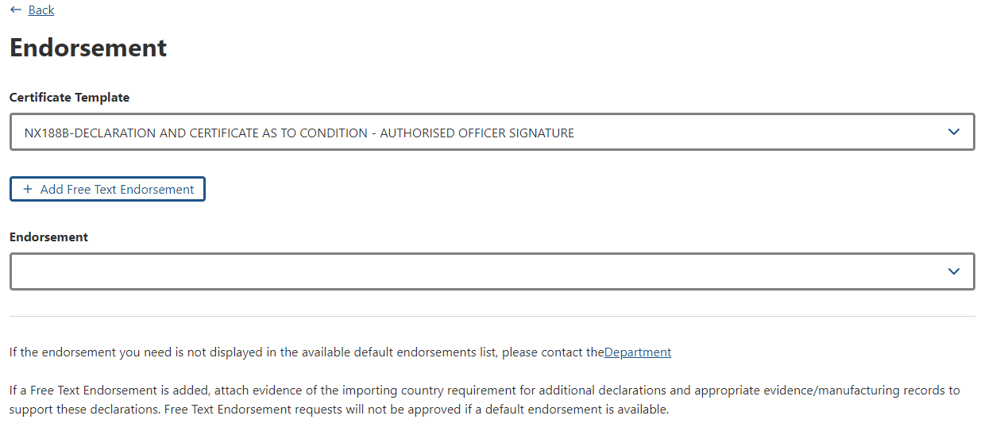 ← Back
Endorsement
Certificate Template
NX188B-DECLARATION AND CERTIFICATE AS TO CONDITION - AUTHORISED OFFICER SIGNATURE
+ Add Free Text Endorsement
Endorsement
If the endorsement you need is not displayed in the available default endorsements list, please contact theDepartment
If a Free Text Endorsement is added, attach evidence of the importing country requirement for additional declarations and appropriate evidence/manufacturing records to
support these declarations. Free Text Endorsement requests will not be approved if a default endorsement is available.